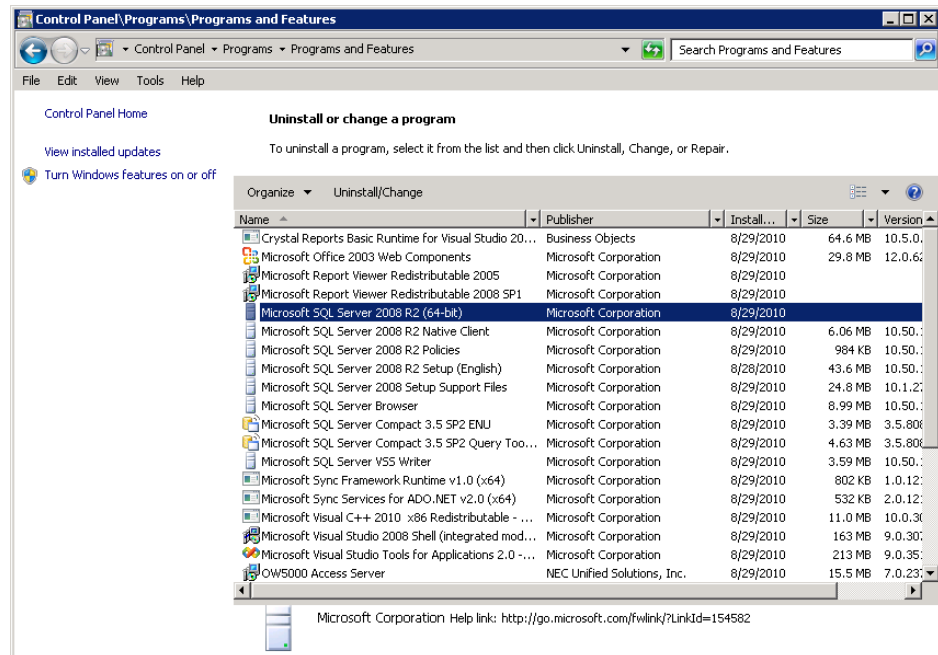 Control Panel\Programs\Programs and Features
Control Panel Programs Programs and Features Search Programs and Features
File Edit View Tools Help
Control Panel Home
View installed updates
Turn Windows features on or off
Uninstall or change a program
To uninstall a program, select it from the list and then click Uninstall, Change, or Repair.
Organize Uninstall/Change
Name Publisher Install... Size Version
Crystal Reports Basic Runtime for Visual Studio 20... Business Objects 8/29/2010 64.6 MB 10.5.0.
Microsoft Office 2003 Web Components Microsoft Corporation 8/29/2010 29.8 MB 12.0.62
Microsoft Report Viewer Redistributable 2005 Microsoft Corporation 8/29/2010
Microsoft Report Viewer Redistributable 2008 SP1 Microsoft Corporation 8/29/2010
Microsoft SQL Server 2008 R2 (64-bit) Microsoft Corporation 8/29/2010
Microsoft SQL Server 2008 R2 Native Client Microsoft Corporation 8/29/2010 6.06 MB 10.50.
Microsoft SQL Server 2008 R2 Policies Microsoft Corporation 8/29/2010 984 KB 10.50.
Microsoft SQL Server 2008 R2 Setup (English) Microsoft Corporation 8/28/2010 43.6 MB 10.50.
Microsoft SQL Server 2008 Setup Support Files Microsoft Corporation 8/29/2010 24.8 MB 10.1.27
Microsoft SQL Server Browser Microsoft Corporation 8/29/2010 8.99 MB 10.50.
Microsoft SQL Server Compact 3.5 SP2 ENU Microsoft Corporation 8/29/2010 3.39 MB 3.5.808
Microsoft SQL Server Compact 3.5 SP2 Query Too... Microsoft Corporation 8/29/2010 4.63 MB 3.5.808
Microsoft SQL Server VSS Writer Microsoft Corporation 8/29/2010 3.59 MB 10.50.
Microsoft Sync Framework Runtime v1.0 (x64) Microsoft Corporation 8/29/2010 802 KB 1.0.12
Microsoft Sync Services for ADO.NET v2.0 (x64) Microsoft Corporation 8/29/2010 532 KB 2.0.12
Microsoft Visual C++ 2010 x86 Redistributable - ... Microsoft Corporation 8/29/2010 11.0 MB 10.0.30
Microsoft Visual Studio 2008 Shell (integrated mod... Microsoft Corporation 8/29/2010 163 MB 9.0.307
Microsoft Visual Studio Tools for Applications 2.0 -... Microsoft Corporation 8/29/2010 213 MB 9.0.35
OW5000 Access Server NEC Unified Solutions, Inc. 8/29/2010 15.5 MB 7.0.237
Microsoft Corporation Help link: http://go.microsoft.com/fwlink/?LinkId=154582